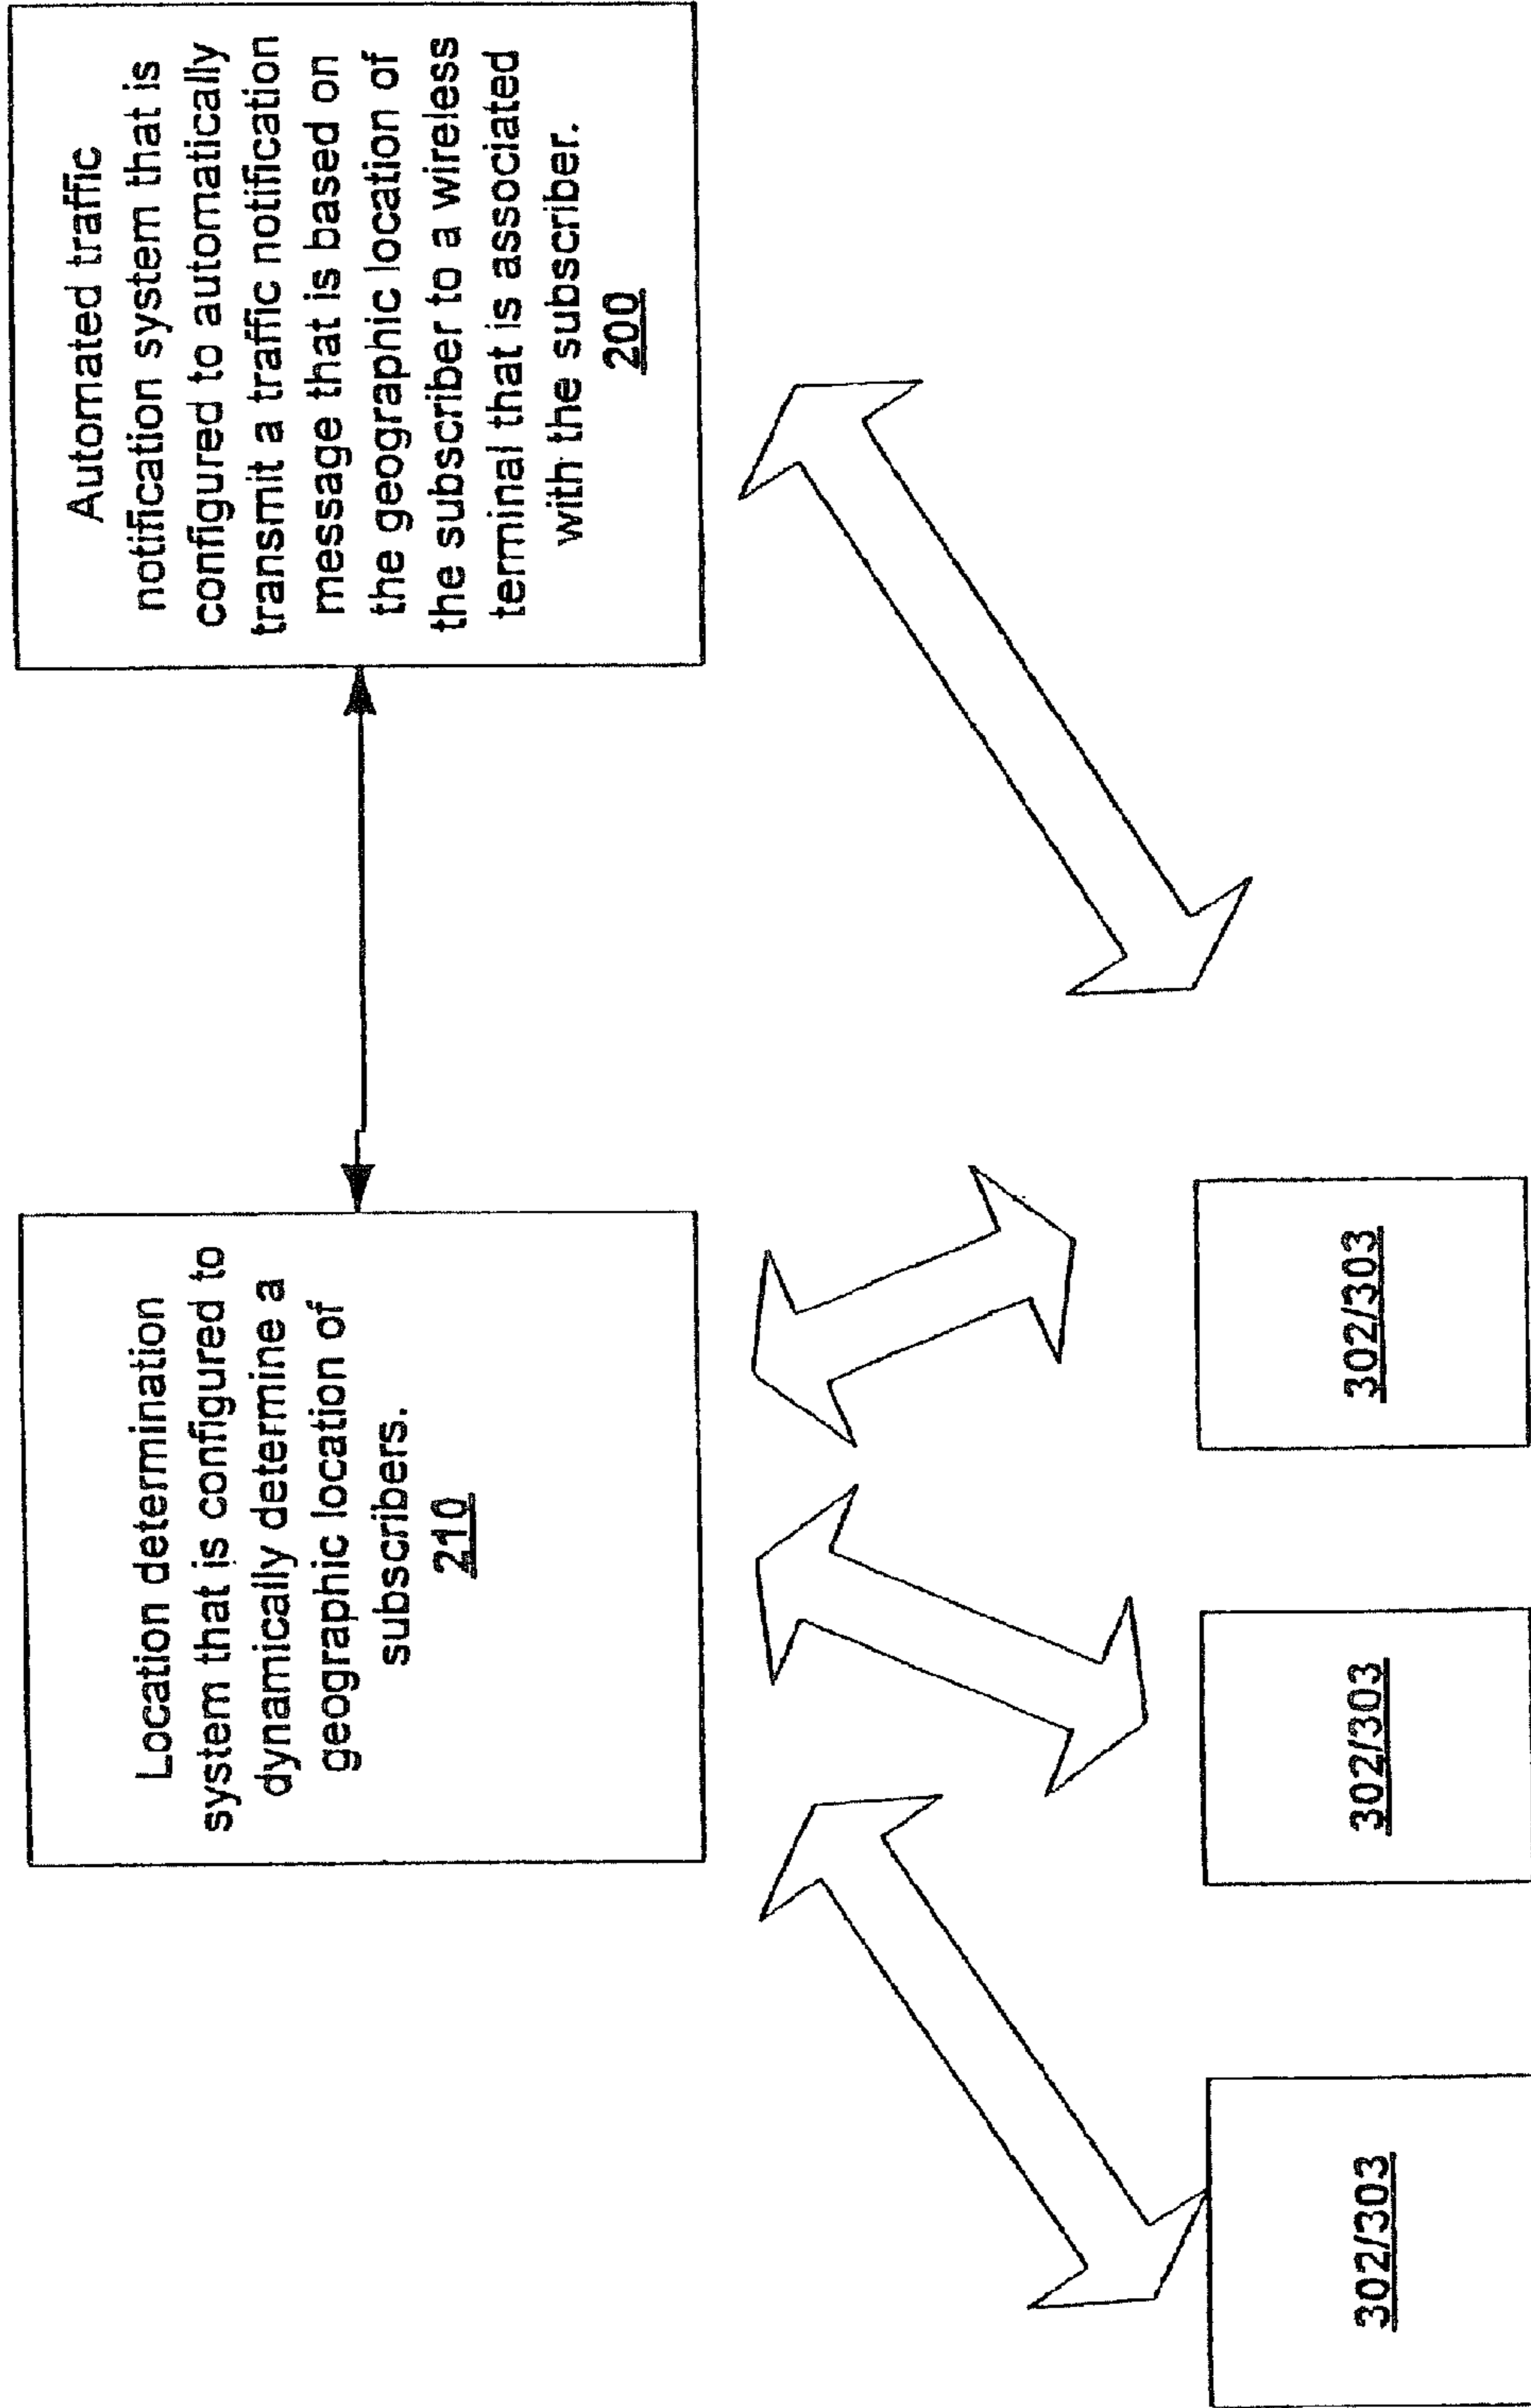 Location determination
system that is configured to
dynamically determine a
geographic location of
subscribers.
210
Automated traffic
notification system that is
configured to automatically
transmit a traffic notification
message that is based on
the geographic location of
the subscriber to a wireless
terminal that is associated
with the subscriber.
200
302/303
302/303
302/303